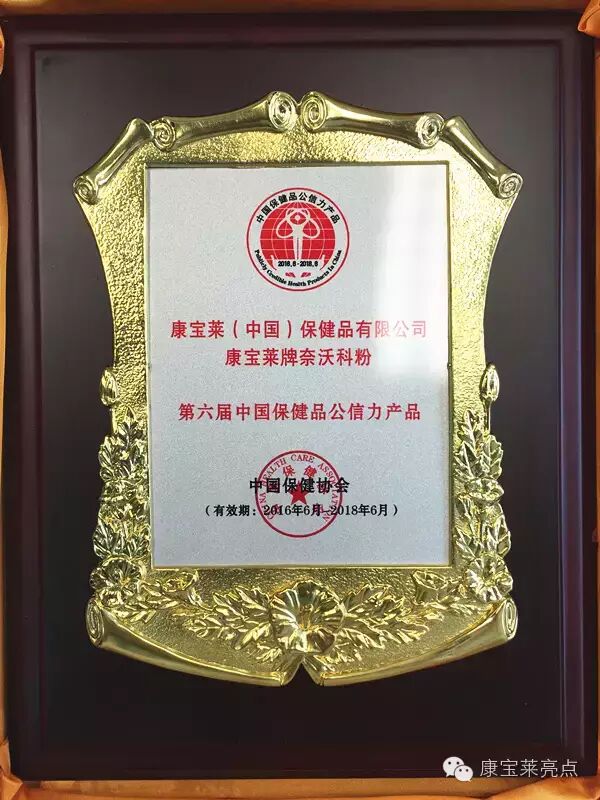 中国保健品公信力产品
2016.6-2018.6
Publicly Credible Health Products In China
康宝莱（中国）保健品有限公司
康宝莱牌奈沃科粉
第六届中国保健品公信力产品
CHINA HEALTH CARE ASSOCIATION
中国保健协会
（有效期：2016年6月-2018年6月）
康宝莱亮点